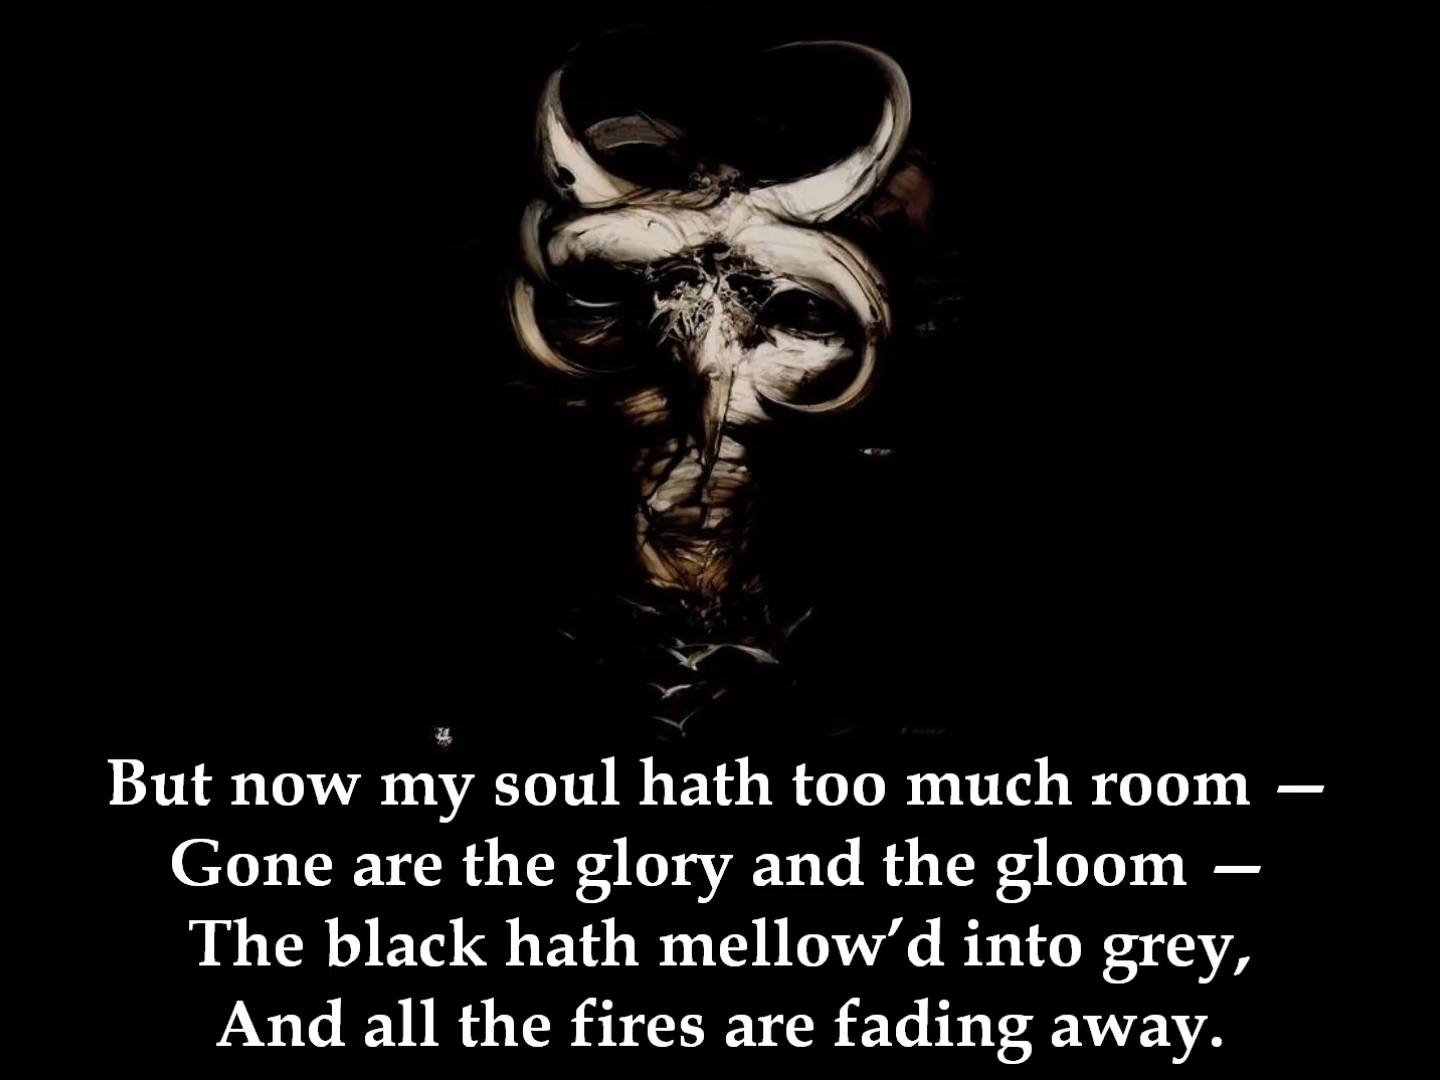 But now my soul hath too much room —
Gone are the glory and the gloom —
The black hath mellow’d into grey,
And all the fires are fading away.